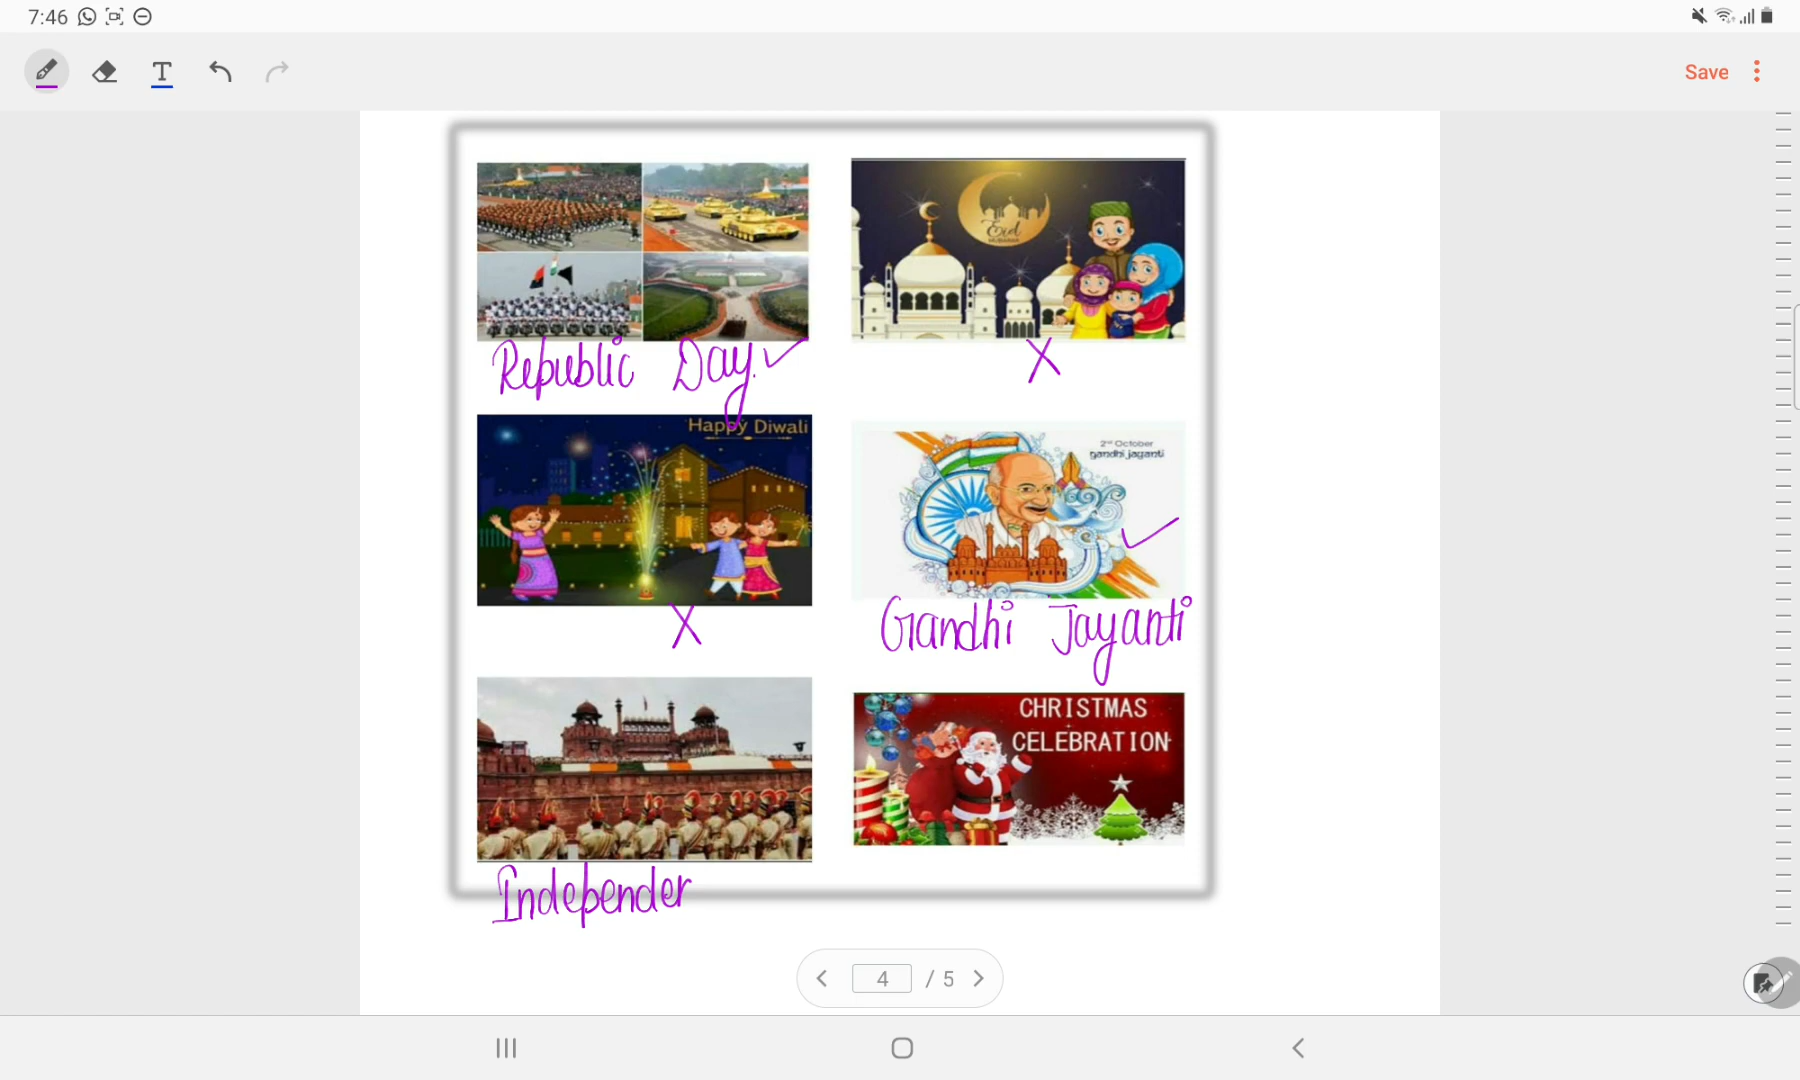 7:46
Save
Eid
MUBARAK
Republic Day. ✓
X
Happy Diwali
2nd October
gandhi jayanti
✓
X
Gandhi Jayanti
CHRISTMAS
CELEBRATION
Independer
4 / 5